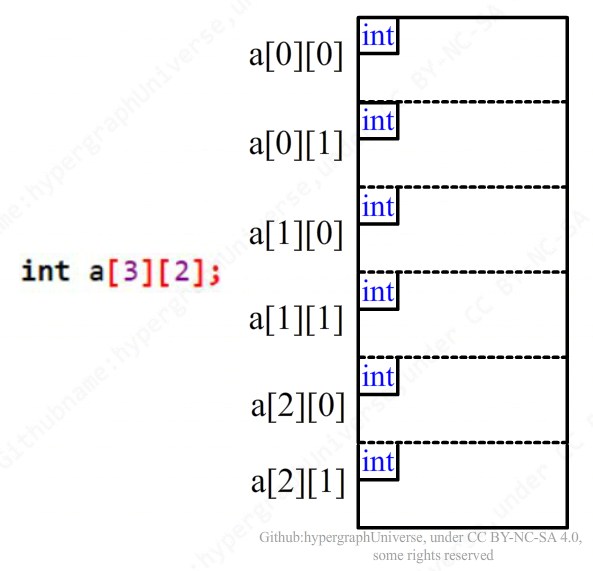 int a[3][2];
a[0][0] int
a[0][1] int
a[1][0] int
a[1][1] int
a[2][0] int
a[2][1] int
Github:hypergraphUniverse, under CC BY-NC-SA 4.0,
some rights reserved